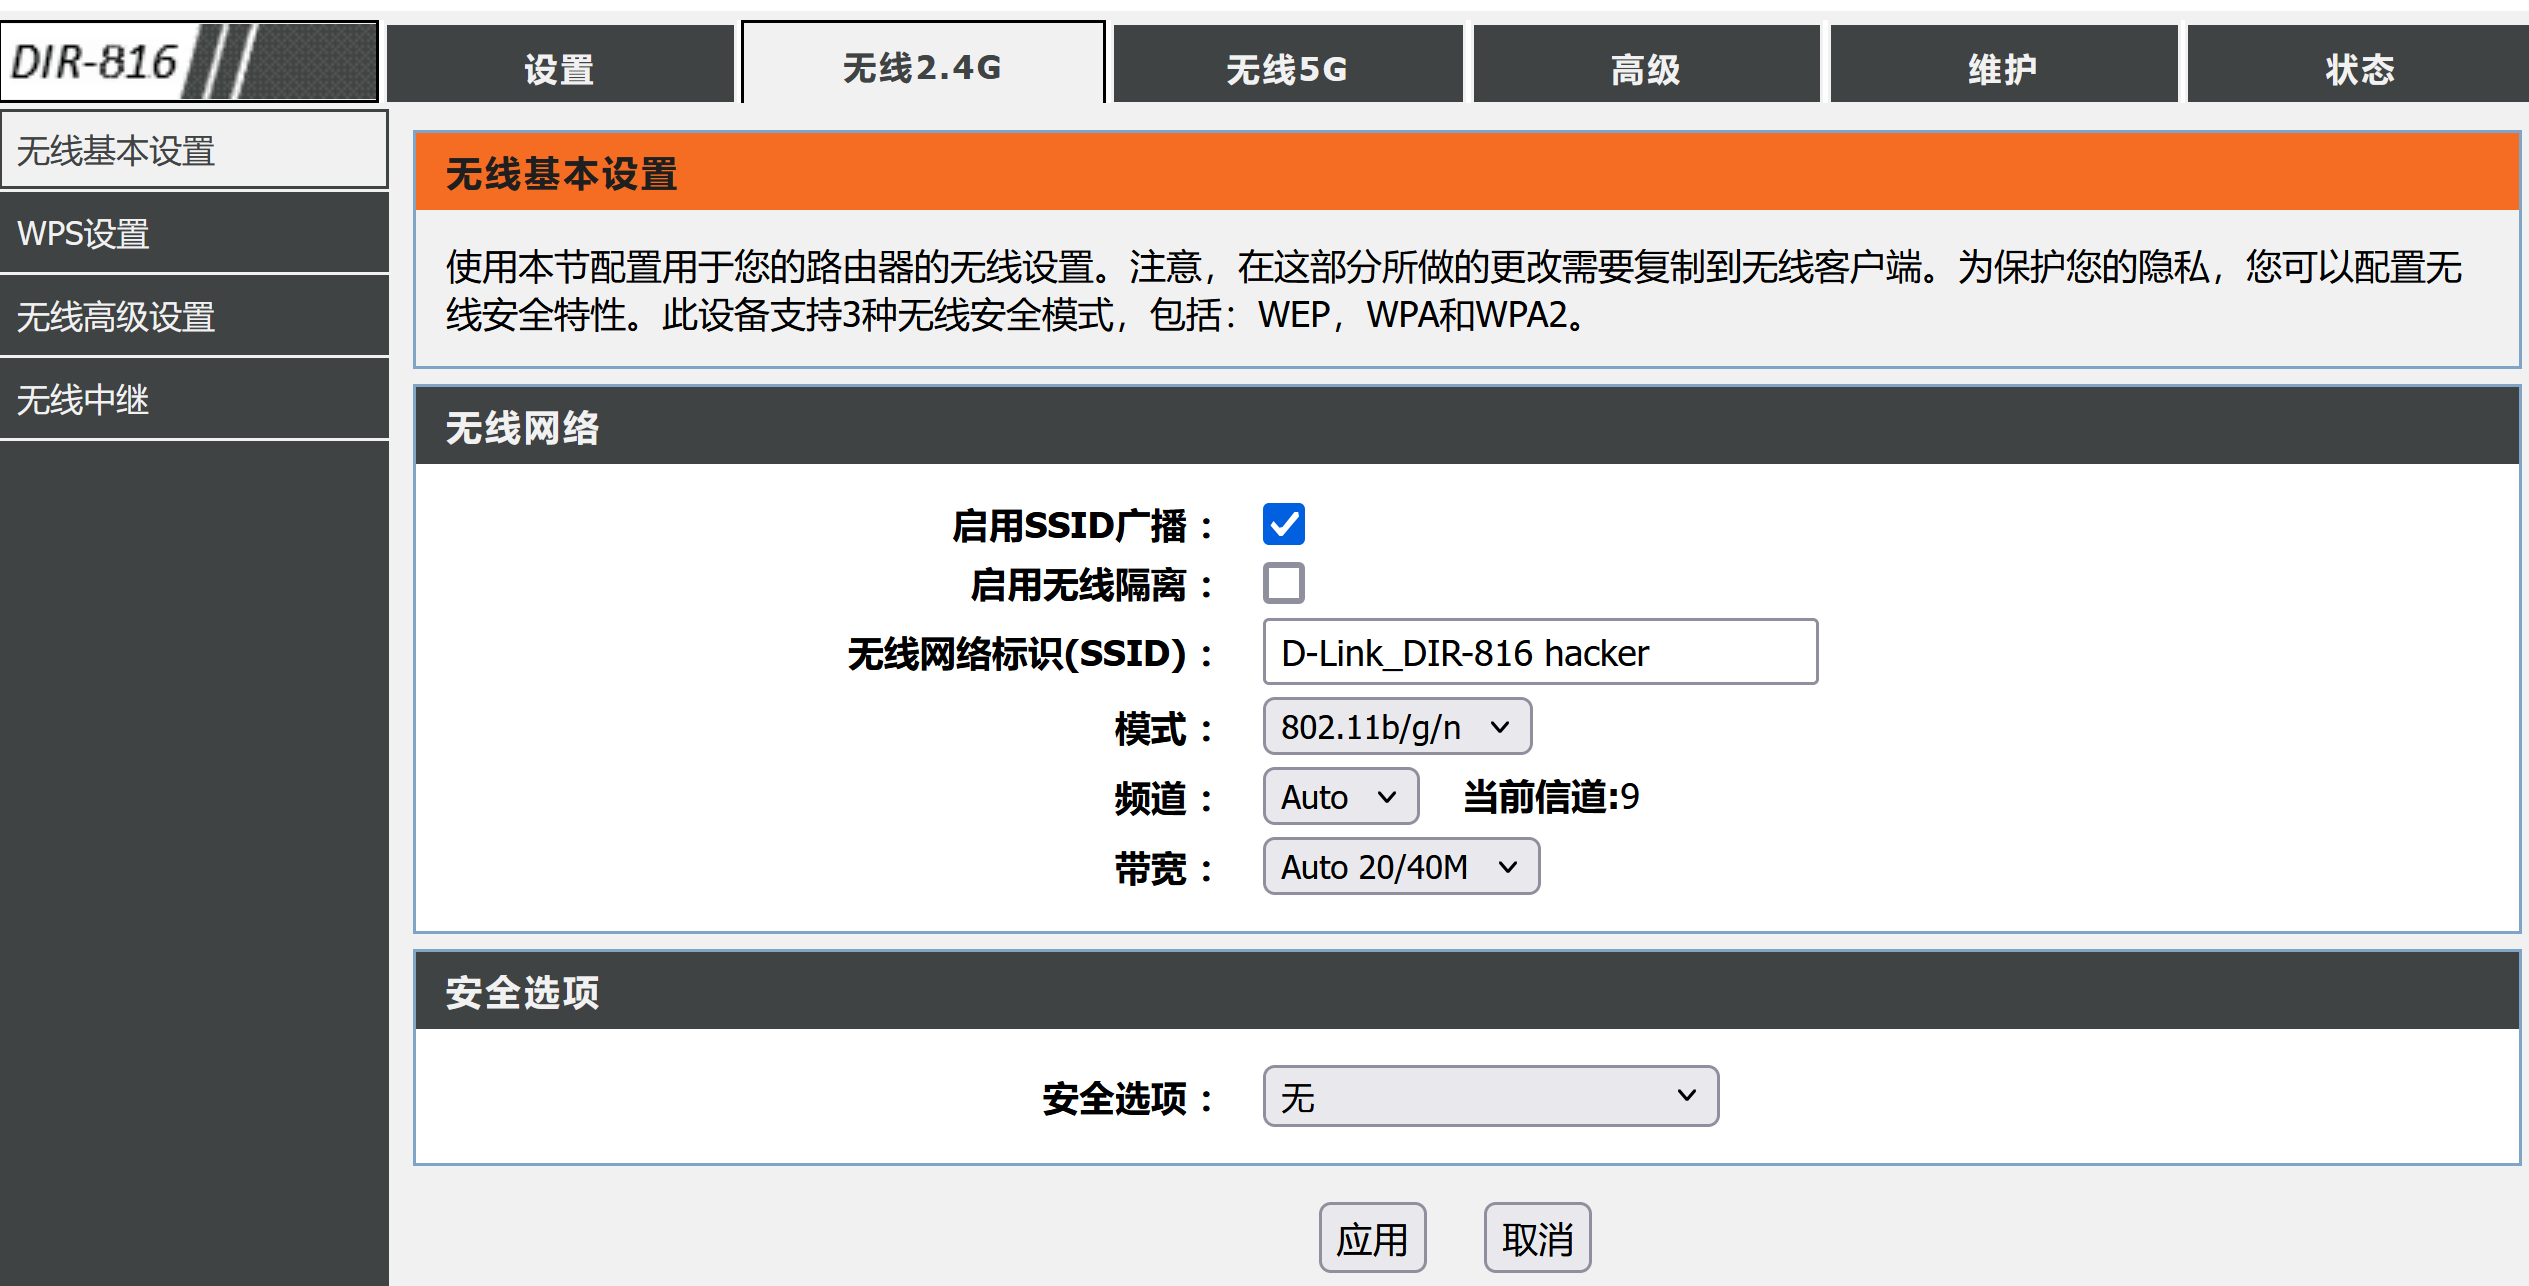 DIR-816
设置
无线2.4G
无线5G
高级
维护
状态
无线基本设置
WPS设置
无线高级设置
无线中继
无线基本设置
使用本节配置用于您的路由器的无线设置。注意，在这部分所做的更改需要复制到无线客户端。为保护您的隐私，您可以配置无
线安全特性。此设备支持3种无线安全模式，包括：WEP，WPA和WPA2。
无线网络
启用SSID广播：
启用无线隔离：
无线网络标识(SSID)： D-Link_DIR-816 hacker
模式： 802.11b/g/n
频道： Auto 当前信道:9
带宽： Auto 20/40M
安全选项
安全选项： 无
应用 取消